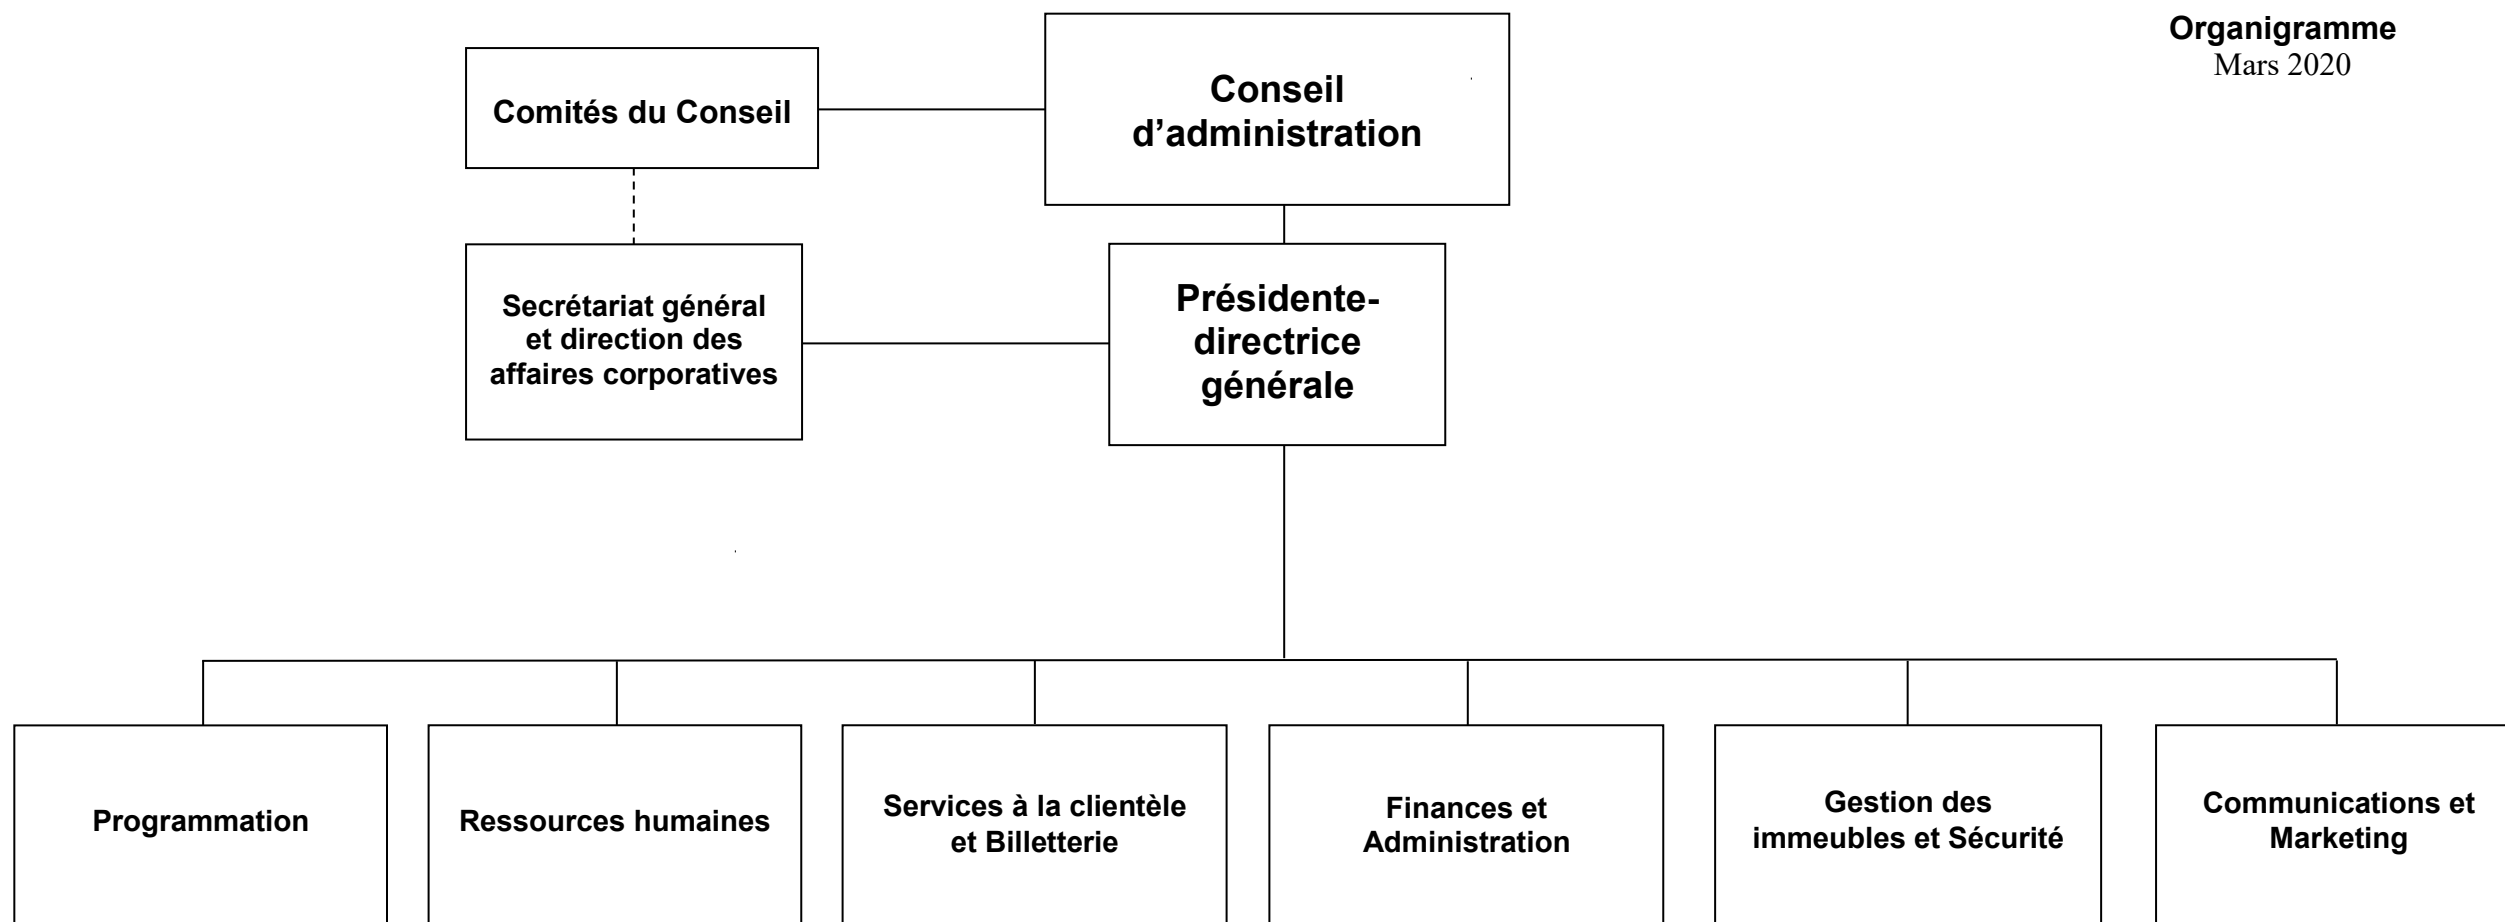 Organigramme
Mars 2020
Comités du Conseil
Conseil
d’administration
Secrétariat général
et direction des
affaires corporatives
Présidente-
directrice
générale
Programmation
Ressources humaines
Services à la clientèle
et Billetterie
Finances et
Administration
Gestion des
immeubles et Sécurité
Communications et
Marketing